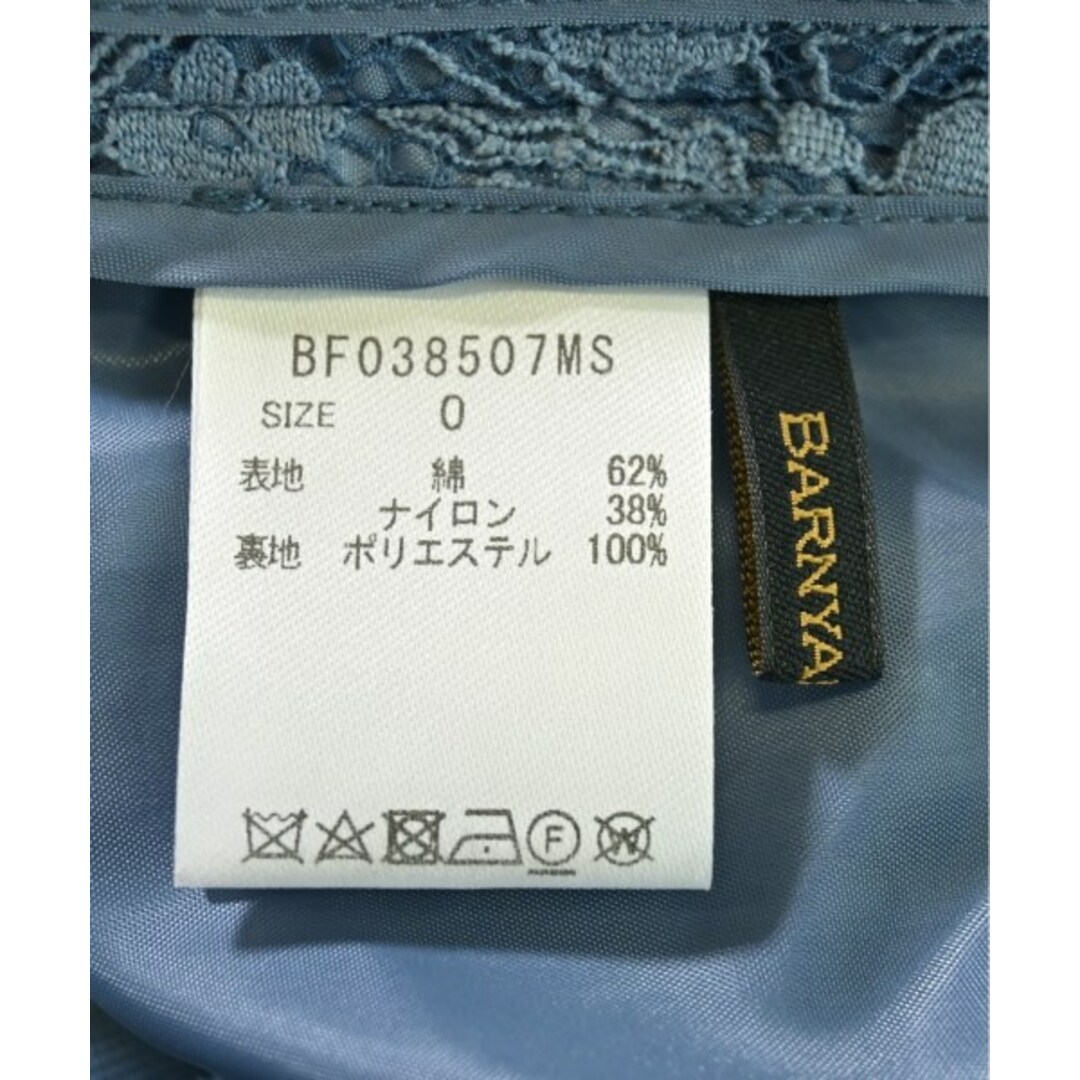 BF038507MS
SIZE 0
表地 綿 62%
ナイロン 38%
裏地 ポリエステル 100%
F
W
BARNYA